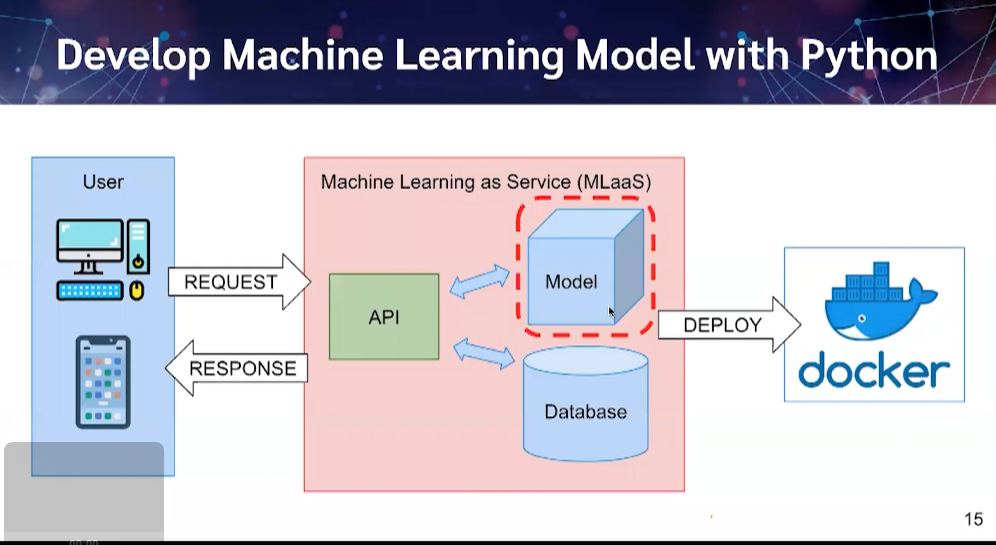 Develop Machine Learning Model with Python
User
Machine Learning as Service (MLaaS)
REQUEST
RESPONSE
API
Model
Database
DEPLOY
docker
15